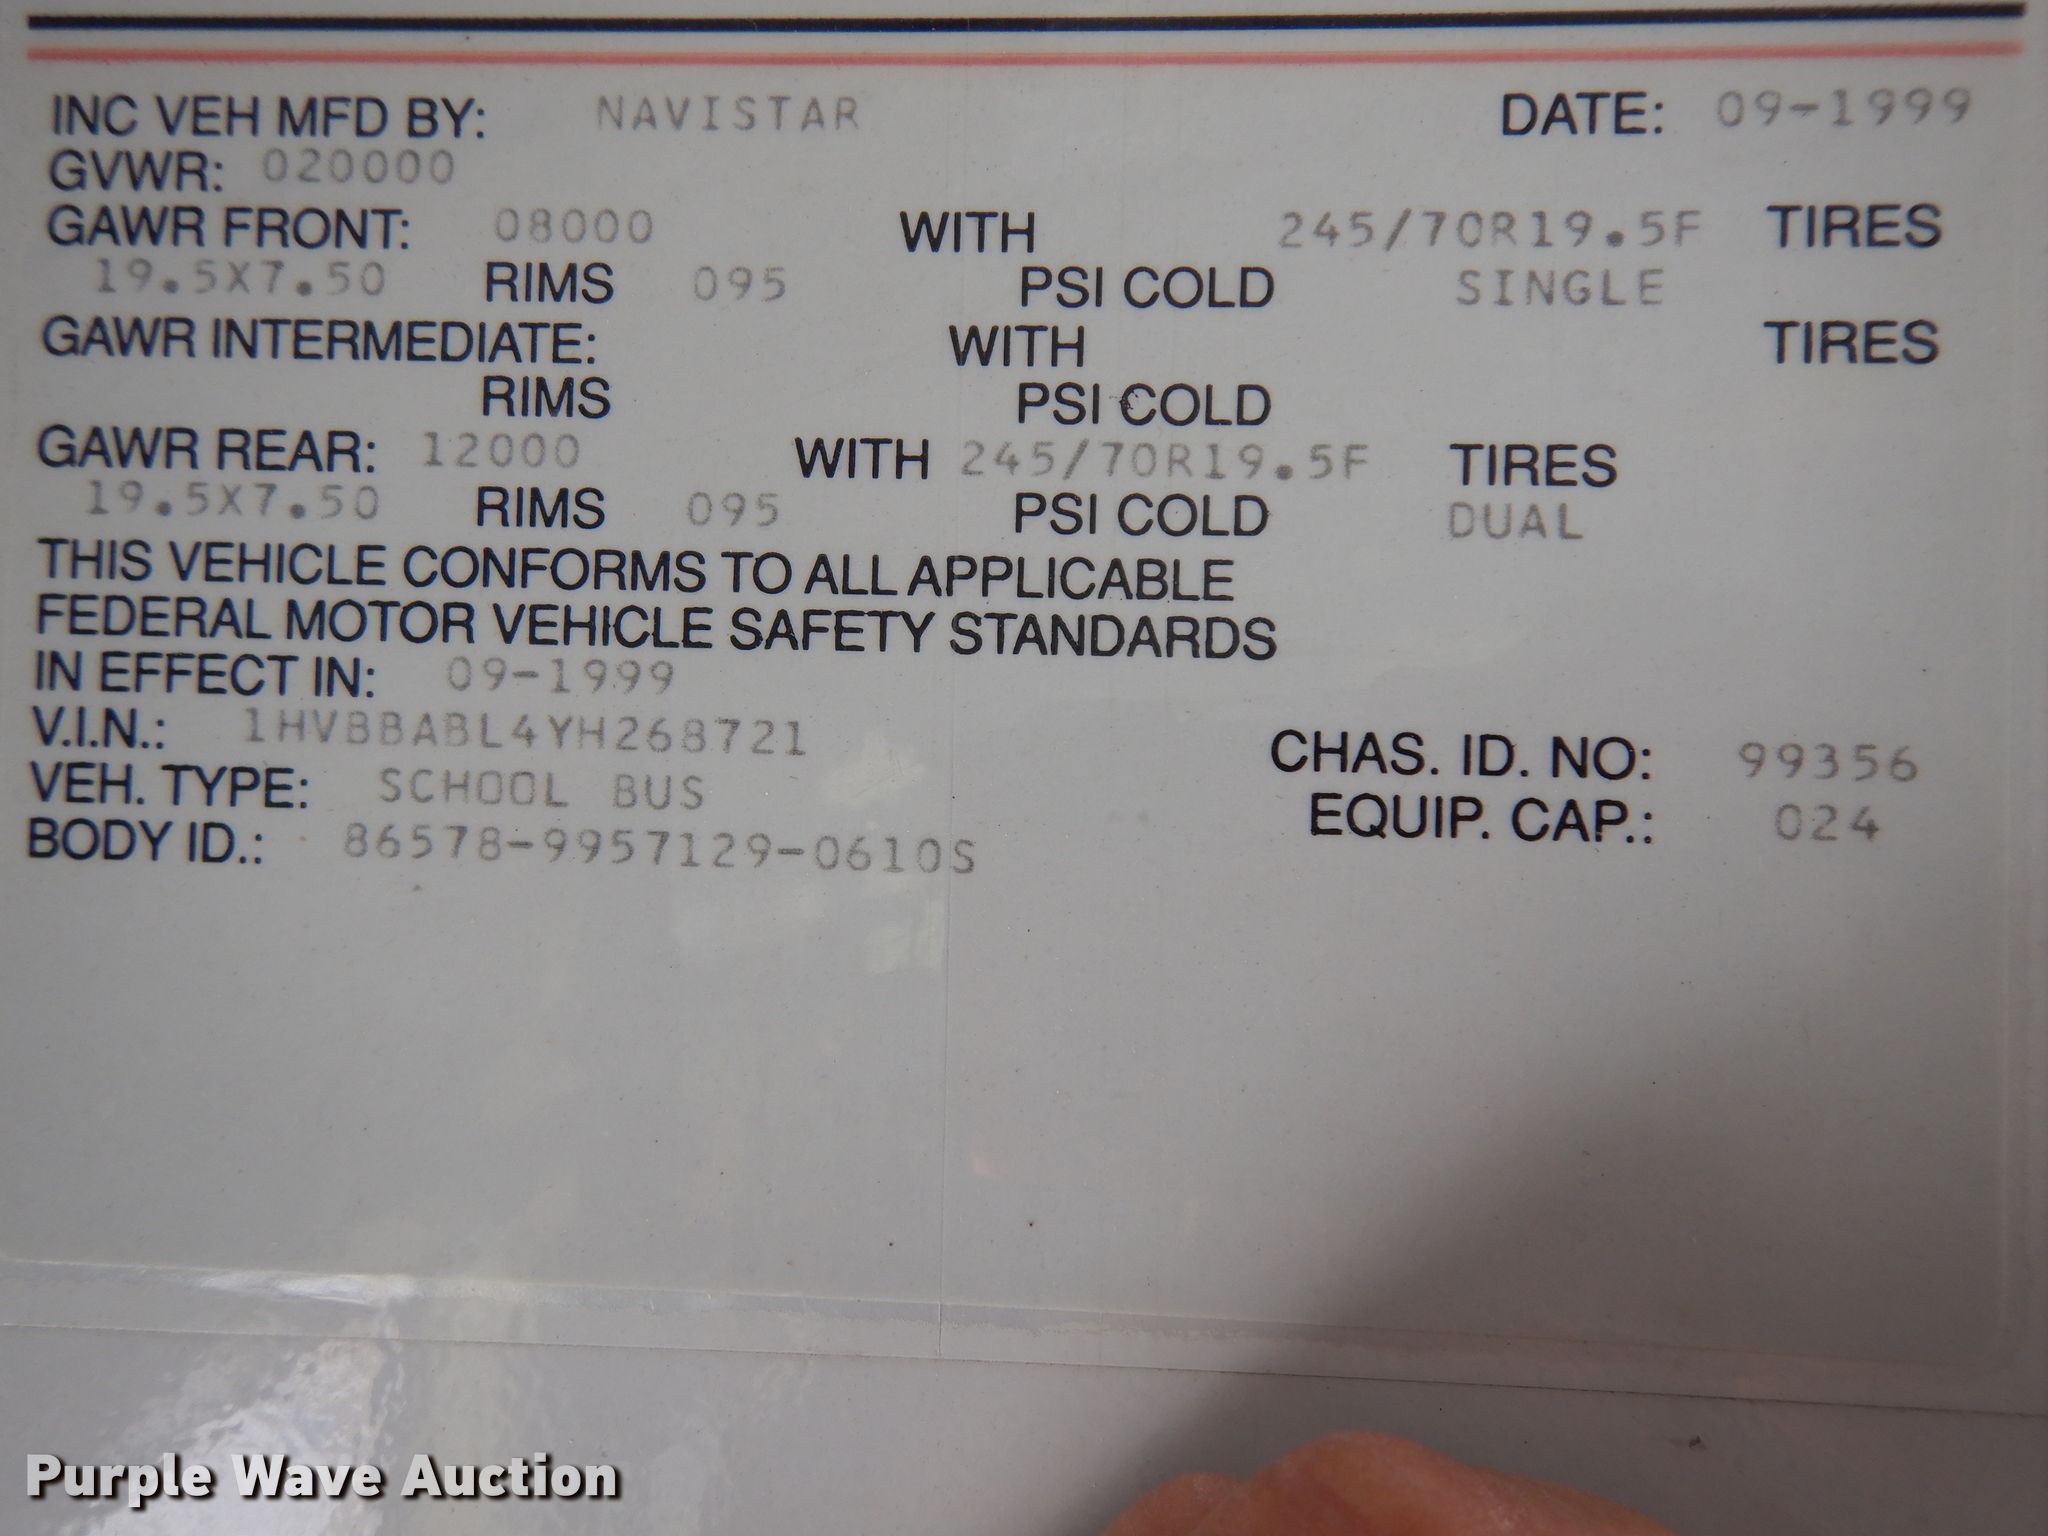 INC VEH MFD BY: NAVISTAR DATE: 09-1999
GVWR: 020000
GAWR FRONT: 08000 WITH 245/70R19.5F TIRES
19.5X7.50 RIMS 095 PSI COLD SINGLE
GAWR INTERMEDIATE: WITH TIRES
RIMS PSI COLD
GAWR REAR: 12000 WITH 245/70R19.5F TIRES
19.5X7.50 RIMS 095 PSI COLD DUAL
THIS VEHICLE CONFORMS TO ALL APPLICABLE
FEDERAL MOTOR VEHICLE SAFETY STANDARDS
IN EFFECT IN: 09-1999
V.I.N.: 1HVBBABL4YH268721 CHAS. ID. NO: 99356
VEH. TYPE: SCHOOL BUS EQUIP. CAP.: 024
BODY ID.: 86578-9957129-0610S
Purple Wave Auction